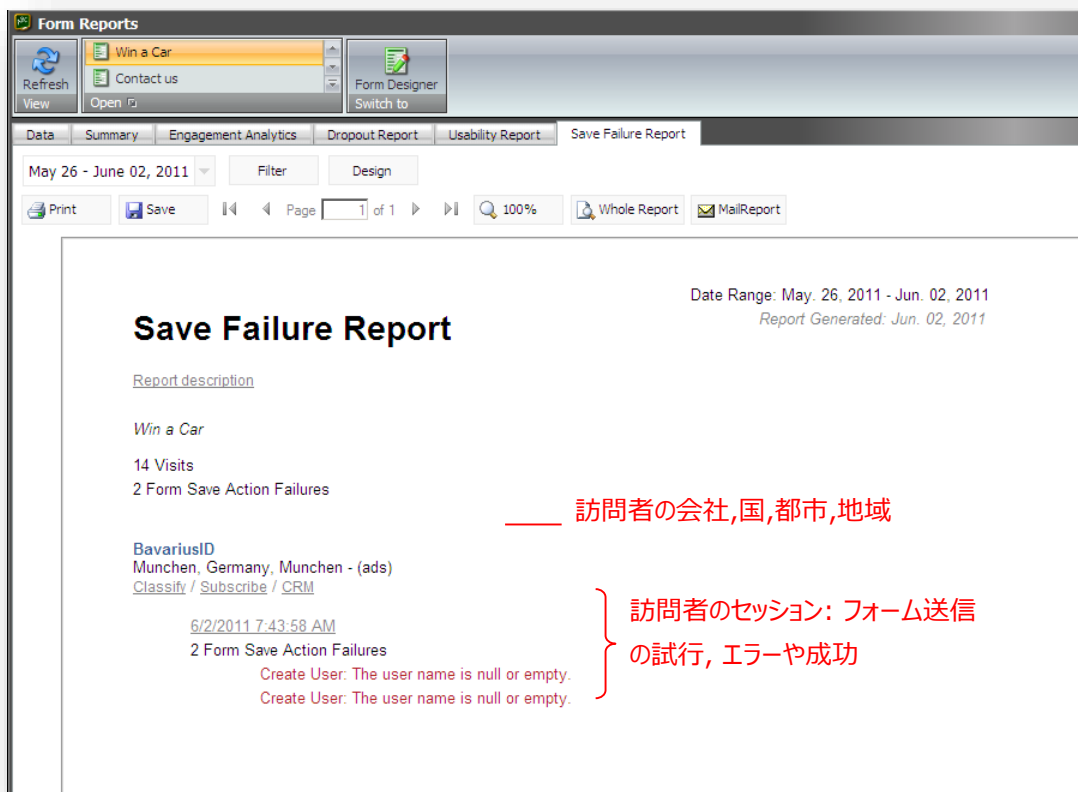 Form Reports
Win a Car
Contact us
Refresh
Form Designer
View
Open
Switch to
Data
Summary
Engagement Analytics
Dropout Report
Usability Report
Save Failure Report
May 26 - June 02, 2011
Filter
Design
Print
Save
Page 1 of 1
100%
Whole Report
MailReport
Date Range: May. 26, 2011 - Jun. 02, 2011
Report Generated: Jun. 02, 2011
Save Failure Report
Report description
Win a Car
14 Visits
2 Form Save Action Failures
訪問者の会社,国,都市,地域
BavariusID
Munchen, Germany, Munchen - (ads)
Classify / Subscribe / CRM
訪問者のセッション: フォーム送信
の試行, エラーや成功
6/2/2011 7:43:58 AM
2 Form Save Action Failures
Create User: The user name is null or empty.
Create User: The user name is null or empty.